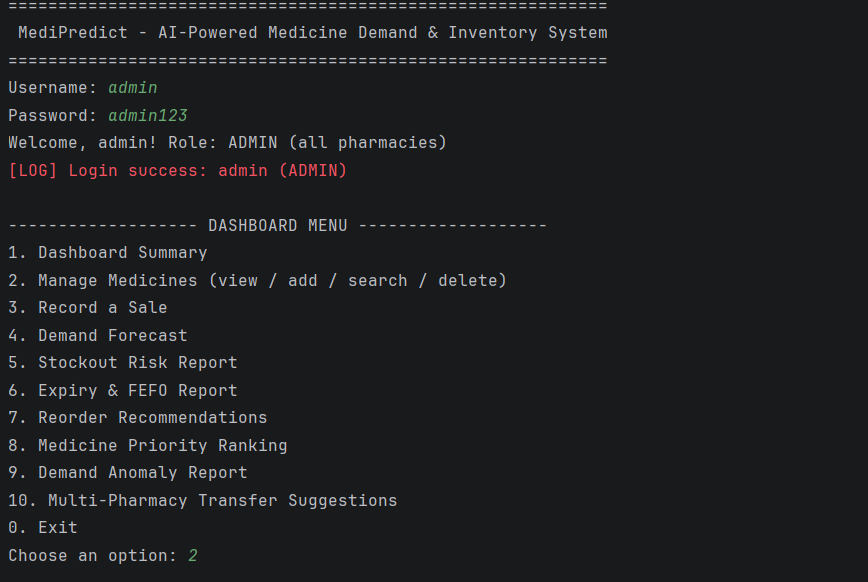 ============================================================
MediPredict - AI-Powered Medicine Demand & Inventory System
============================================================
Username: admin
Password: admin123
Welcome, admin! Role: ADMIN (all pharmacies)
[LOG] Login success: admin (ADMIN)
------------------- DASHBOARD MENU -------------------
1. Dashboard Summary
2. Manage Medicines (view / add / search / delete)
3. Record a Sale
4. Demand Forecast
5. Stockout Risk Report
6. Expiry & FEFO Report
7. Reorder Recommendations
8. Medicine Priority Ranking
9. Demand Anomaly Report
10. Multi-Pharmacy Transfer Suggestions
0. Exit
Choose an option: 2